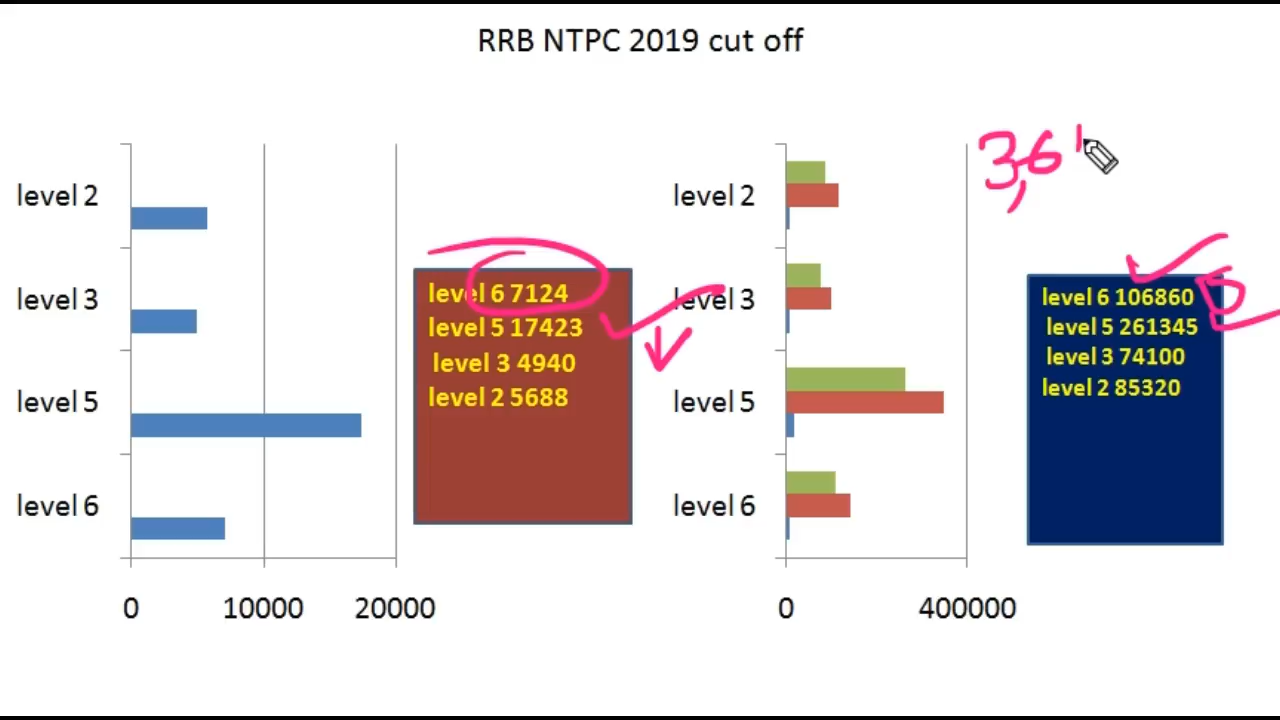 RRB NTPC 2019 cut off
level 2
level 3
level 5
level 6
0 10000 20000
level 6 7124
level 5 17423
level 3 4940
level 2 5688
level 2
level 3
level 5
level 6
0 400000
3,61
level 6 106860
level 5 261345
level 3 74100
level 2 85320